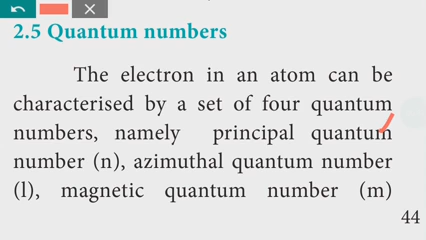 2.5 Quantum numbers
The electron in an atom can be
characterised by a set of four quantum
numbers, namely principal quantum
number (n), azimuthal quantum number
(l), magnetic quantum number (m)
44